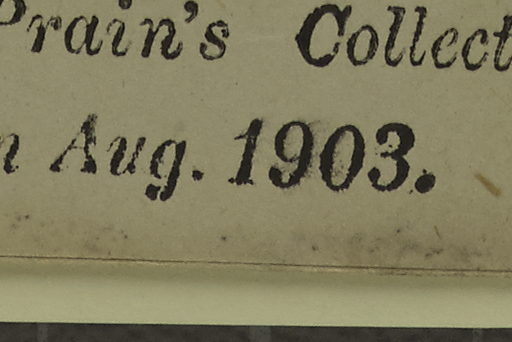 Prain's Collect
n Aug. 1903.